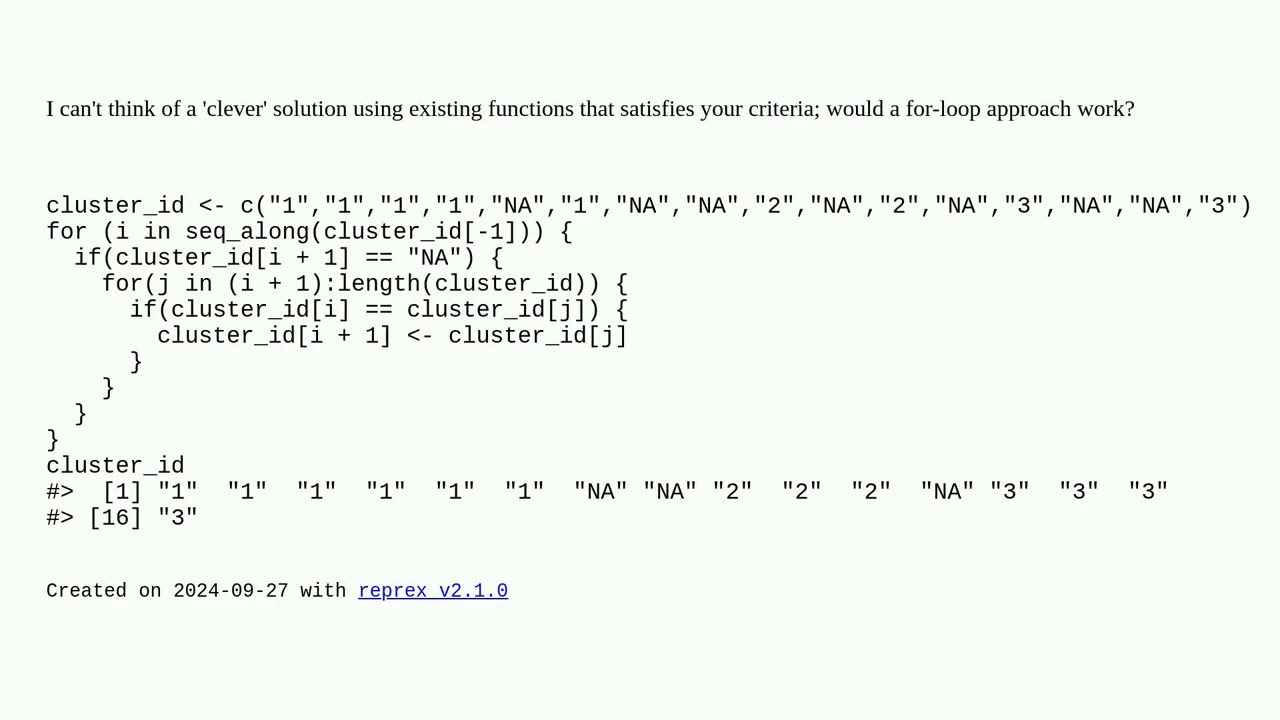 I can't think of a 'clever' solution using existing functions that satisfies your criteria; would a for-loop approach work?
cluster_id <- c("1","1","1","1","NA","1","NA","NA","2","NA","2","NA","3","NA","NA","3")
for (i in seq_along(cluster_id[-1])) {
  if(cluster_id[i + 1] == "NA") {
    for(j in (i + 1):length(cluster_id)) {
      if(cluster_id[i] == cluster_id[j]) {
        cluster_id[i + 1] <- cluster_id[j]
      }
    }
  }
}
cluster_id
#>  [1] "1"  "1"  "1"  "1"  "1"  "1"  "NA" "NA" "2"  "2"  "2"  "NA" "3"  "3"  "3"
#> [16] "3"
Created on 2024-09-27 with reprex v2.1.0